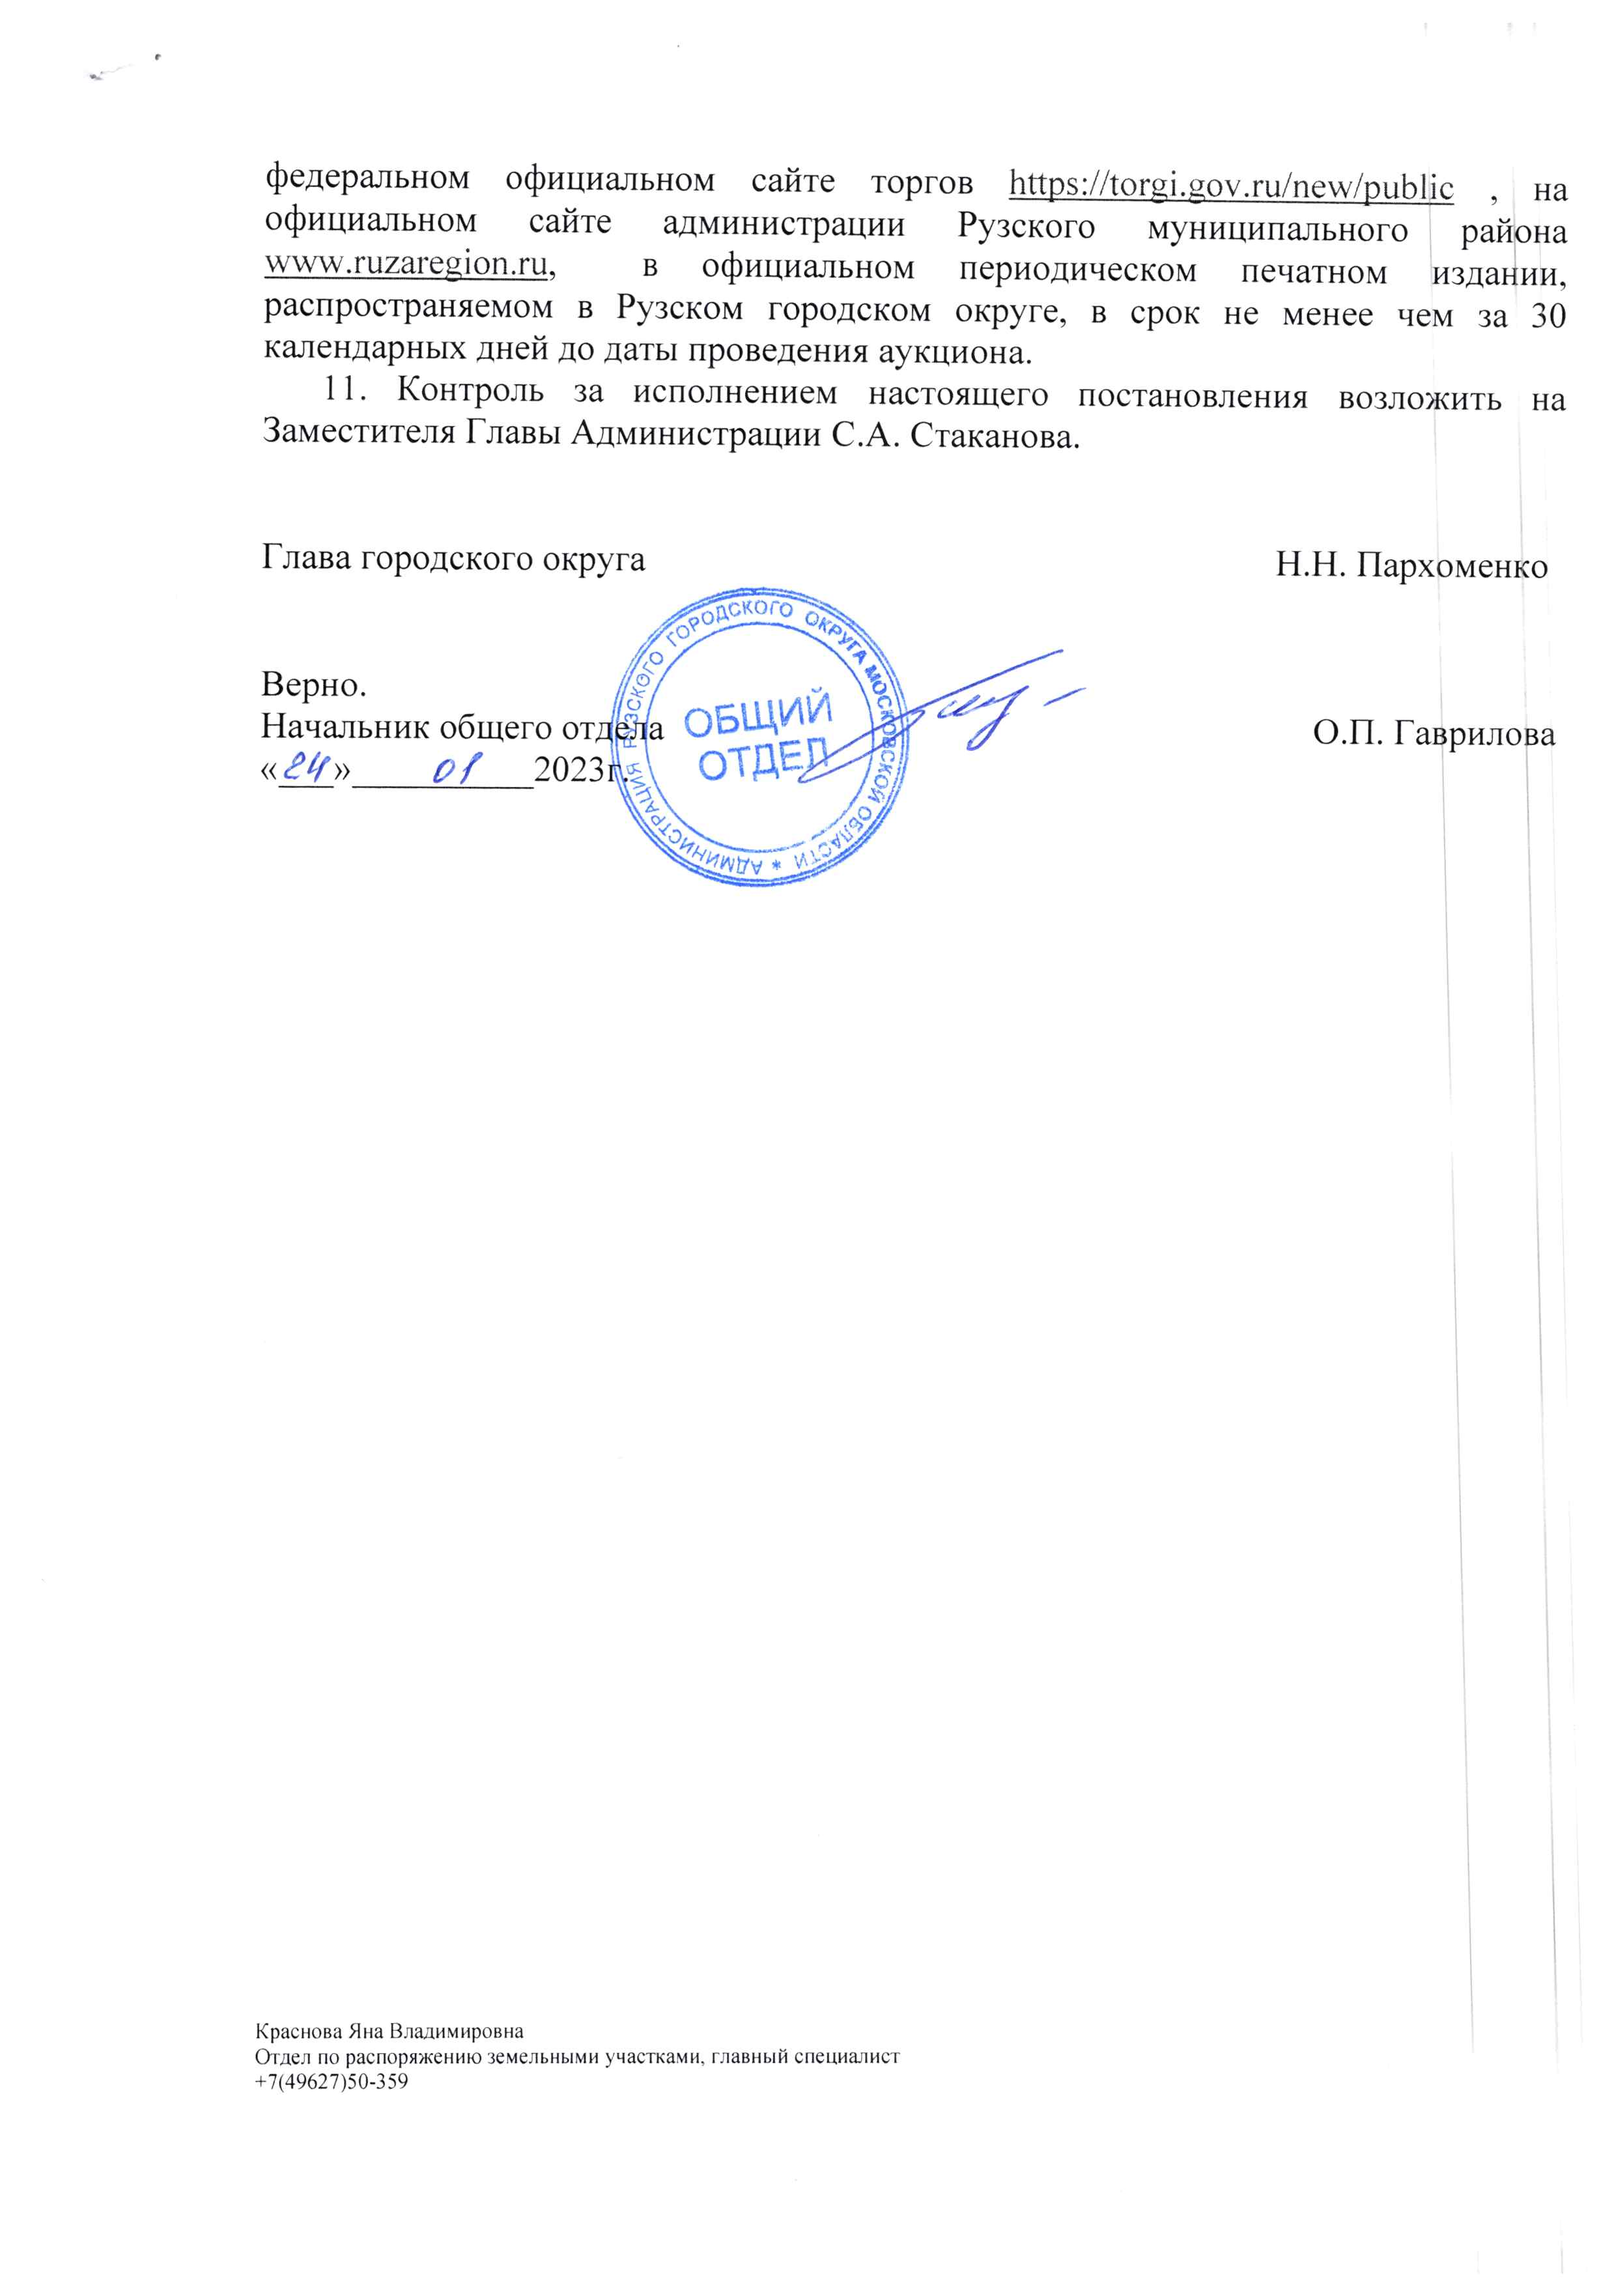 федеральном официальном сайте торгов https://torgi.gov.ru/new/public , на
официальном сайте администрации Рузского муниципального района
www.ruzaregion.ru, в официальном периодическом печатном издании,
распространяемом в Рузском городском округе, в срок не менее чем за 30
календарных дней до даты проведения аукциона.
11. Контроль за исполнением настоящего постановления возложить на
Заместителя Главы Администрации С.А. Стаканова.
Глава городского округа Н.Н. Пархоменко
Верно.
Начальник общего отдела О.П. Гаврилова
«24» 01 2023г.
АДМИНИСТРАЦИЯ РУЗСКОГО ГОРОДСКОГО ОКРУГА МОСКОВСКОЙ ОБЛАСТИ *
ОБЩИЙ
ОТДЕЛ
Краснова Яна Владимировна
Отдел по распоряжению земельными участками, главный специалист
+7(49627)50-359